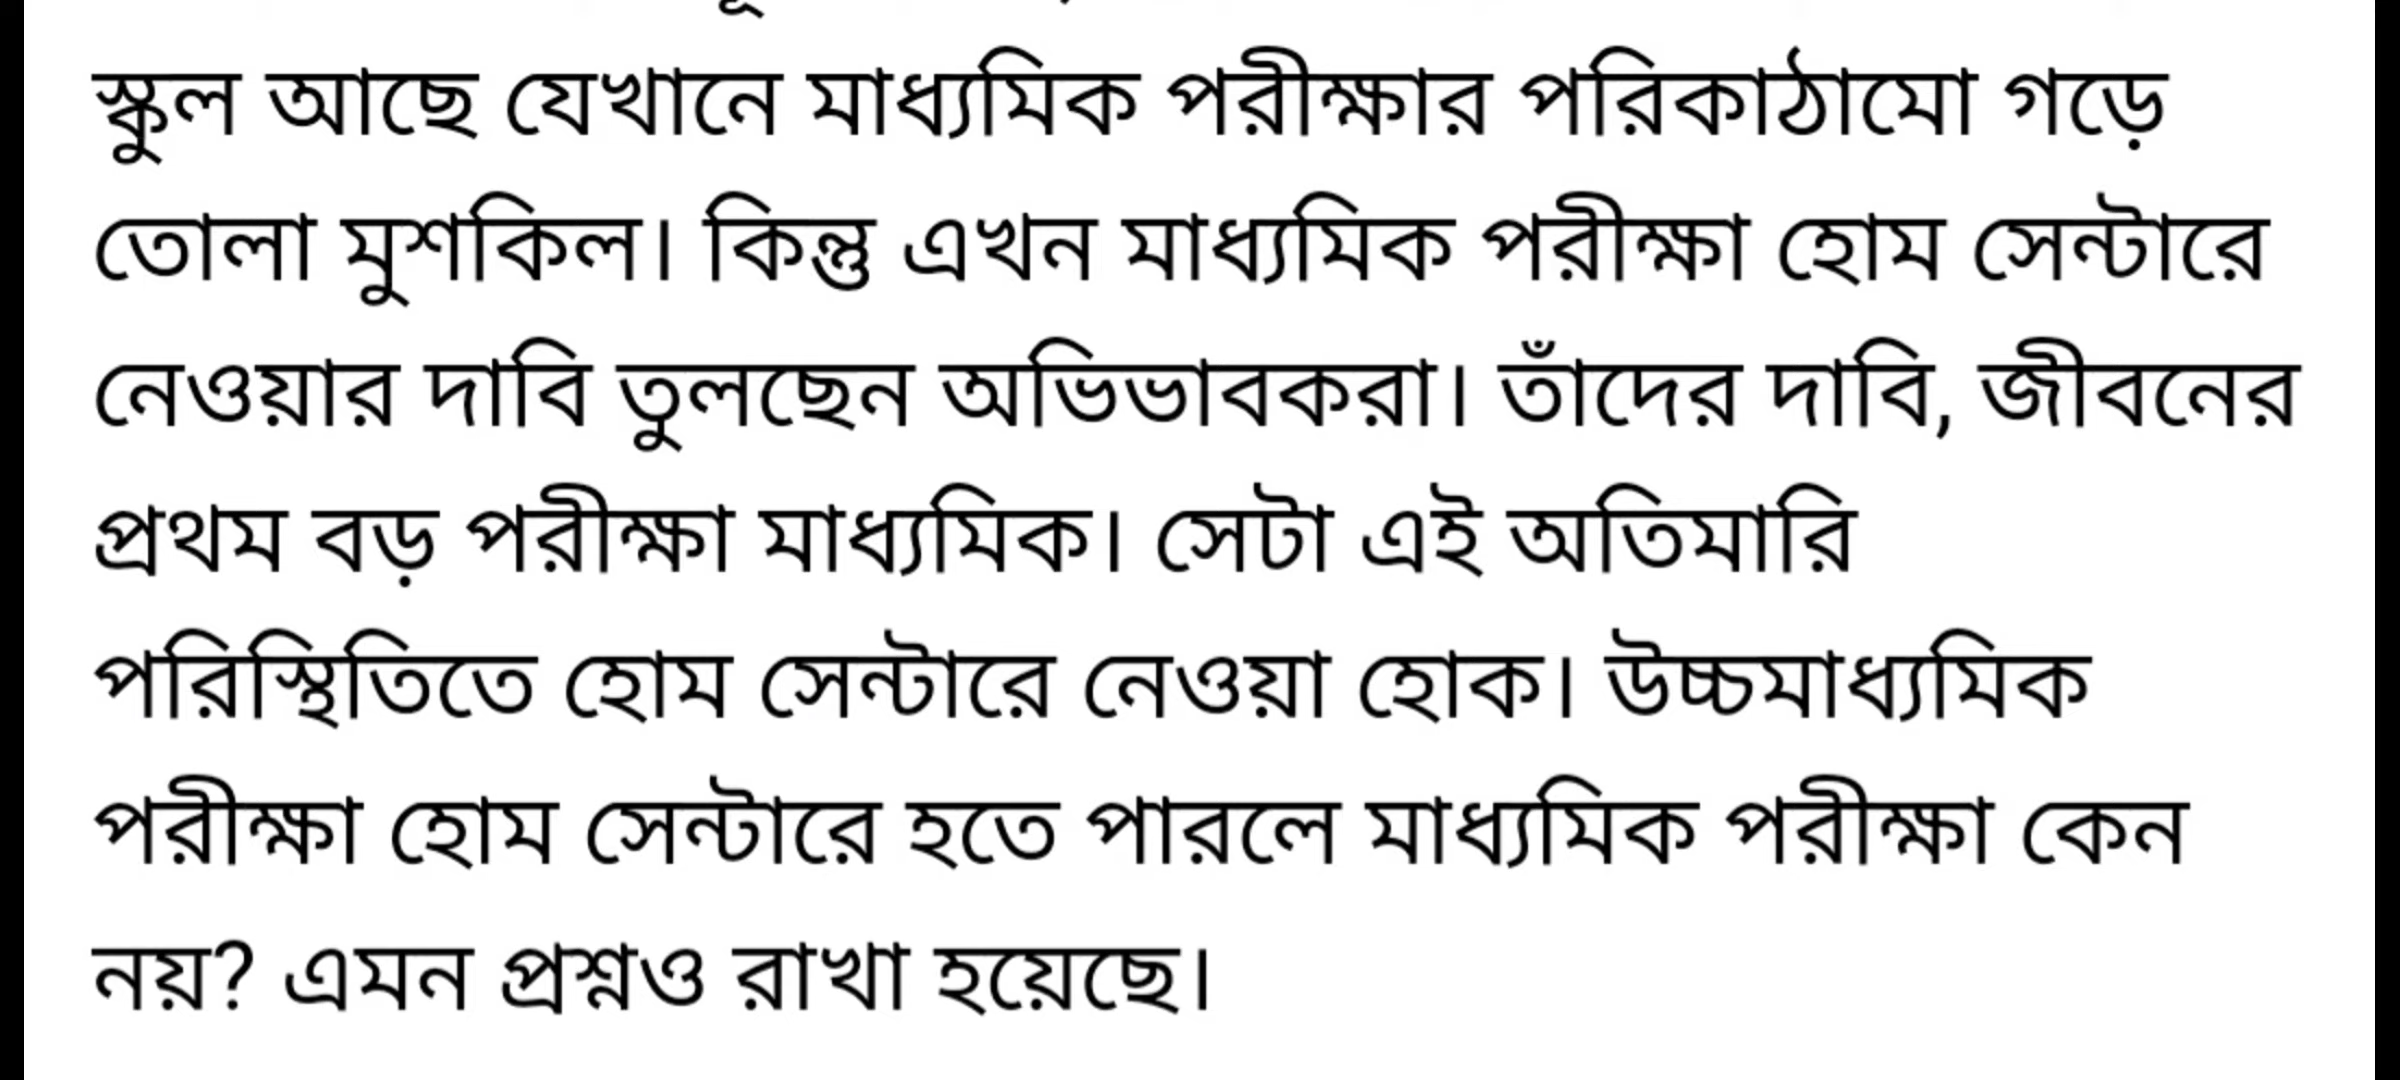 স্কুল আছে যেখানে মাধ্যমিক পরীক্ষার পরিকাঠামো গড়ে
তোলা মুশকিল। কিন্তু এখন মাধ্যমিক পরীক্ষা হোম সেন্টারে
নেওয়ার দাবি তুলছেন অভিভাবকরা। তাঁদের দাবি, জীবনের
প্রথম বড় পরীক্ষা মাধ্যমিক। সেটা এই অতিমারি
পরিস্থিতিতে হোম সেন্টারে নেওয়া হোক। উচ্চমাধ্যমিক
পরীক্ষা হোম সেন্টারে হতে পারলে মাধ্যমিক পরীক্ষা কেন
নয়? এমন প্রশ্নও রাখা হয়েছে।